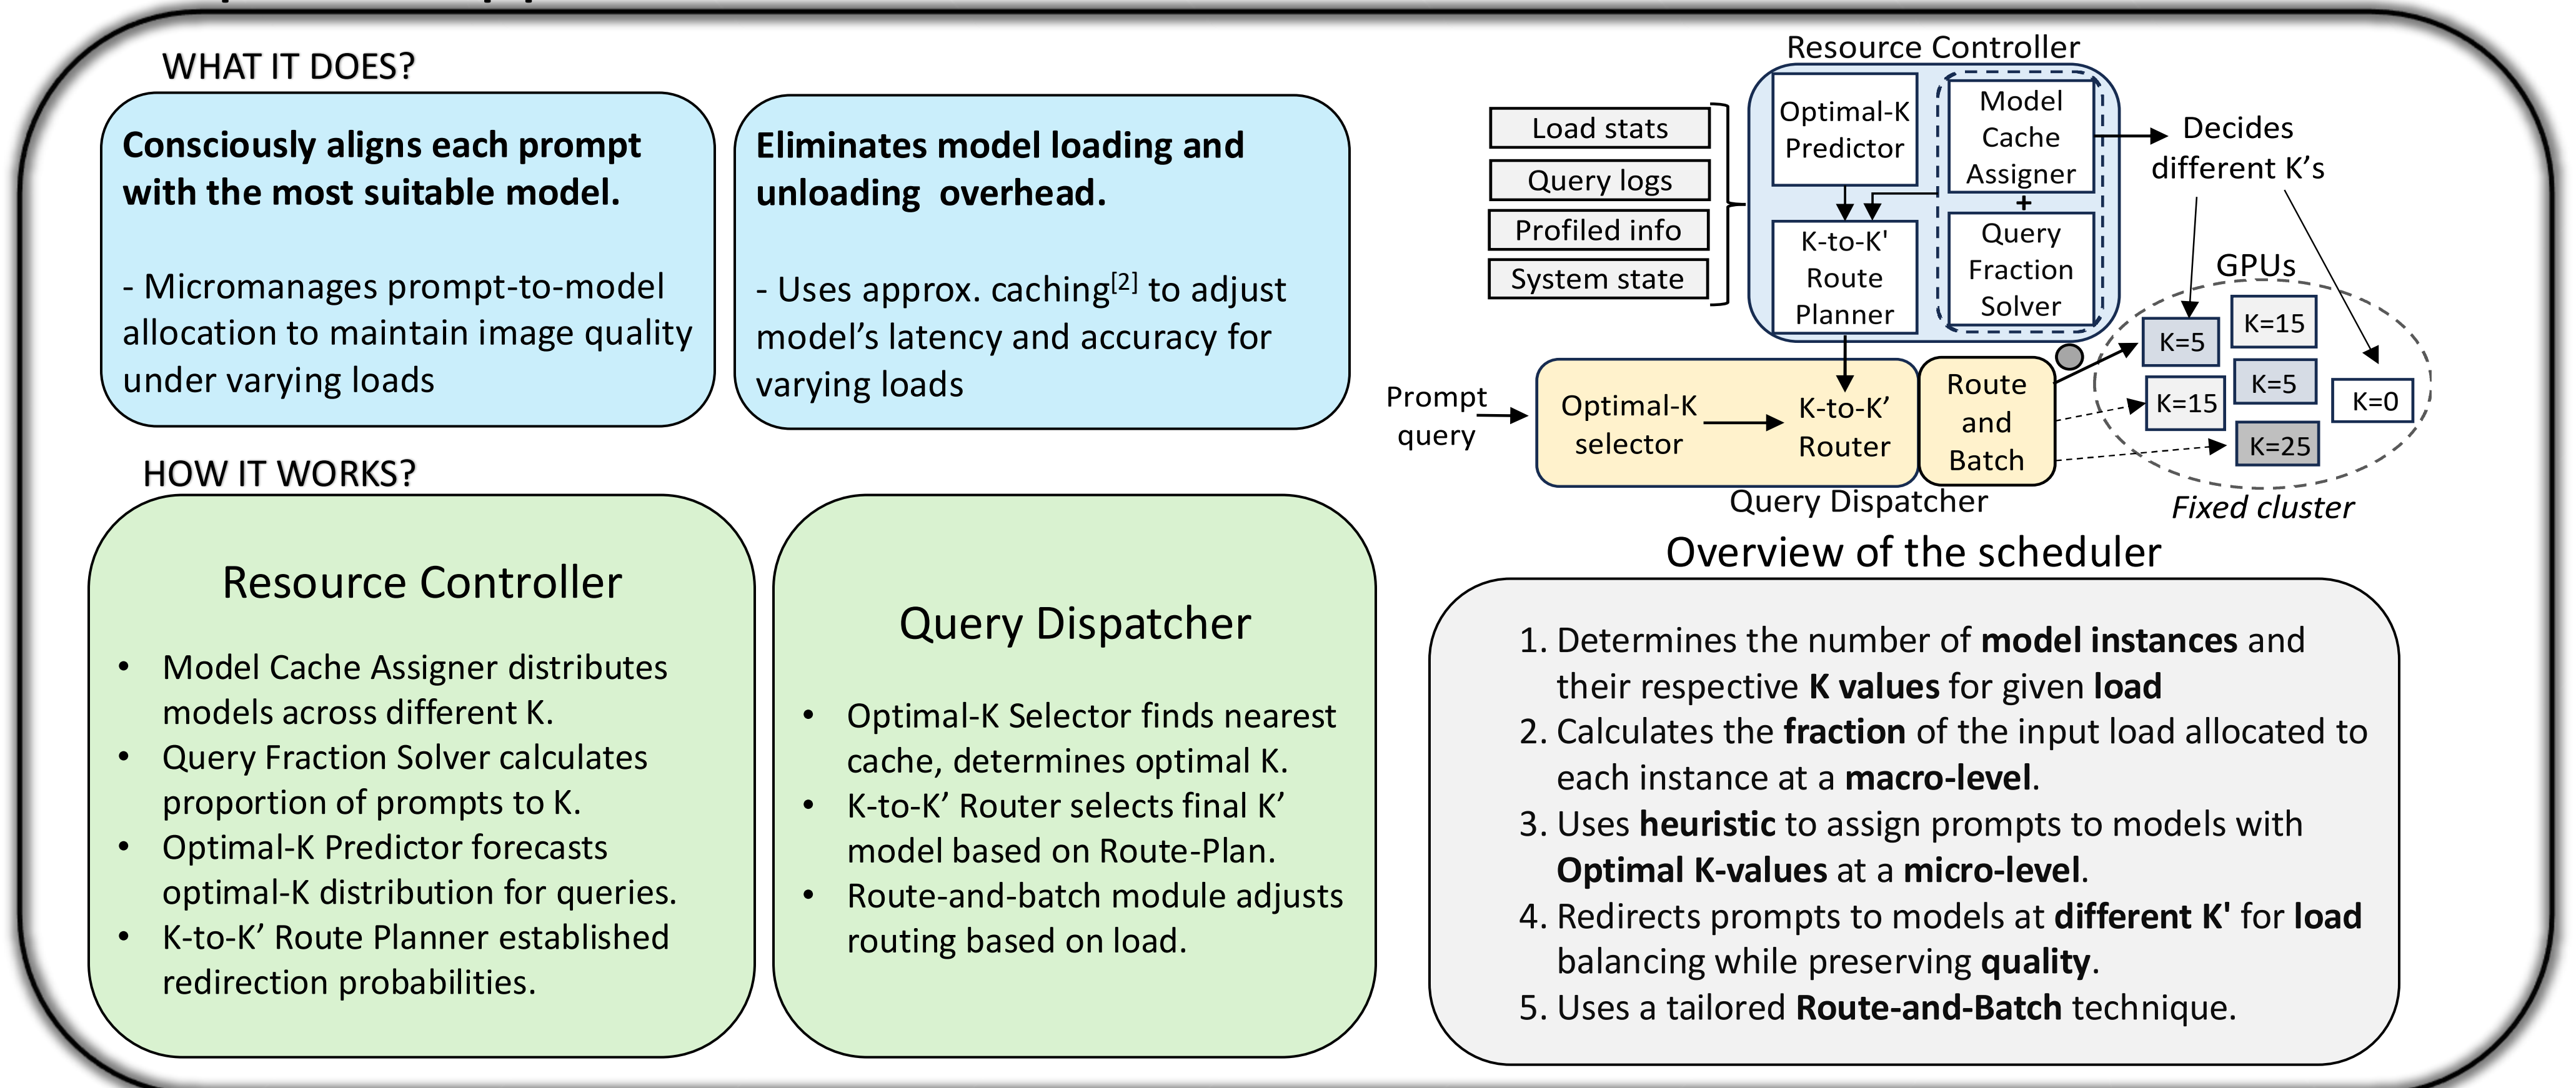 WHAT IT DOES?
Consciously aligns each prompt
with the most suitable model.
- Micromanages prompt-to-model
allocation to maintain image quality
under varying loads
Eliminates model loading and
unloading overhead.
- Uses approx. caching[2] to adjust
model's latency and accuracy for
varying loads
HOW IT WORKS?
Resource Controller
• Model Cache Assigner distributes
models across different K.
• Query Fraction Solver calculates
proportion of prompts to K.
• Optimal-K Predictor forecasts
optimal-K distribution for queries.
• K-to-K’ Route Planner established
redirection probabilities.
Query Dispatcher
• Optimal-K Selector finds nearest
cache, determines optimal K.
• K-to-K’ Router selects final K’
model based on Route-Plan.
• Route-and-batch module adjusts
routing based on load.
Resource Controller
Load stats
Query logs
Profiled info
System state
Optimal-K
Predictor
K-to-K'
Route
Planner
Model
Cache
Assigner
+
Query
Fraction
Solver
Decides
different K’s
GPUs
K=5
K=15
K=15
K=5
K=0
K=25
Fixed cluster
Prompt
query
Optimal-K
selector
K-to-K’
Router
Route
and
Batch
Query Dispatcher
Overview of the scheduler
1. Determines the number of model instances and
their respective K values for given load
2. Calculates the fraction of the input load allocated to
each instance at a macro-level.
3. Uses heuristic to assign prompts to models with
Optimal K-values at a micro-level.
4. Redirects prompts to models at different K' for load
balancing while preserving quality.
5. Uses a tailored Route-and-Batch technique.